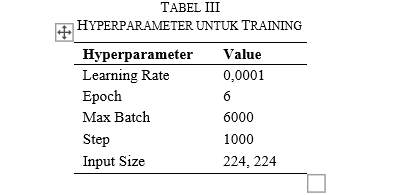 TABEL III
HYPERPARAMETER UNTUK TRAINING
Hyperparameter Value
Learning Rate 0,0001
Epoch 6
Max Batch 6000
Step 1000
Input Size 224, 224